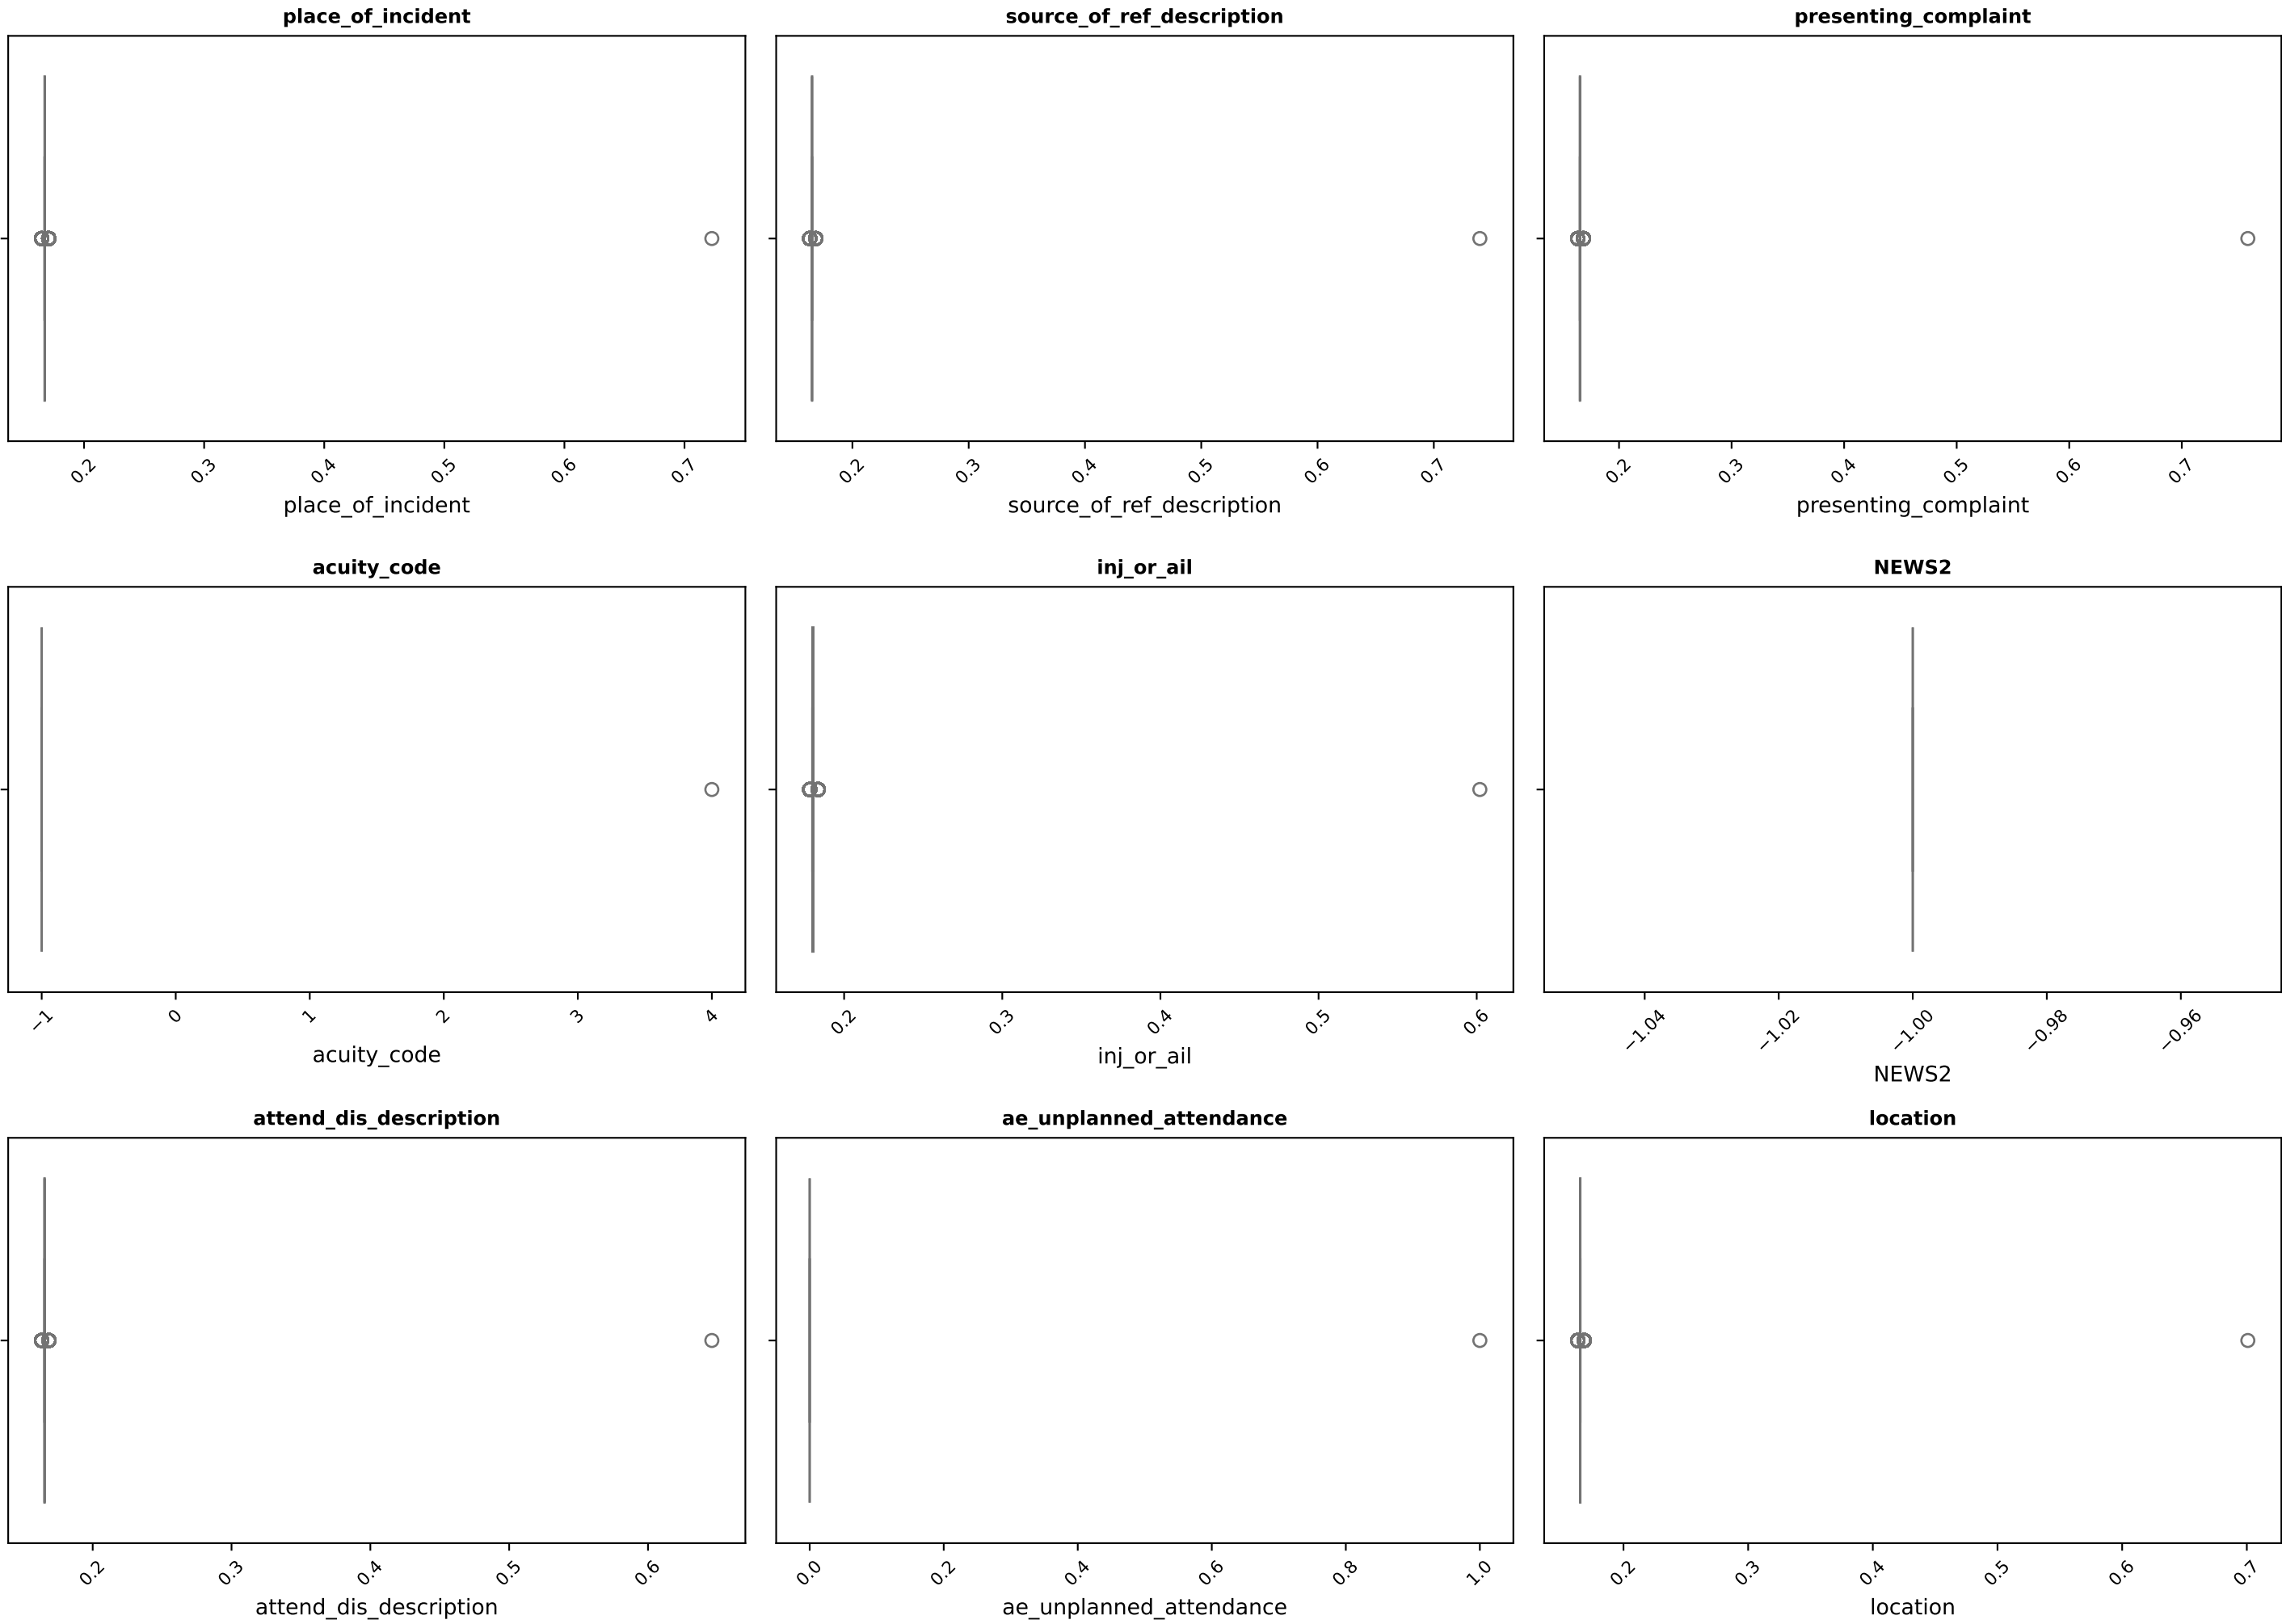 place_of_incident source_of_ref_description presenting_complaint
0.2 0.3 0.4 0.5 0.6 0.7 0.2 0.3 0.4 0.5 0.6 0.7 0.2 0.3 0.4 0.5 0.6 0.7
place_of_incident source_of_ref_description presenting_complaint
acuity_code inj_or_ail NEWS2
−1 0 1 2 3 4 0.2 0.3 0.4 0.5 0.6 −1.04 −1.02 −1.00 −0.98 −0.96
acuity_code inj_or_ail NEWS2
attend_dis_description ae_unplanned_attendance location
0.2 0.3 0.4 0.5 0.6 0.0 0.2 0.4 0.6 0.8 1.0 0.2 0.3 0.4 0.5 0.6 0.7
attend_dis_description ae_unplanned_attendance location